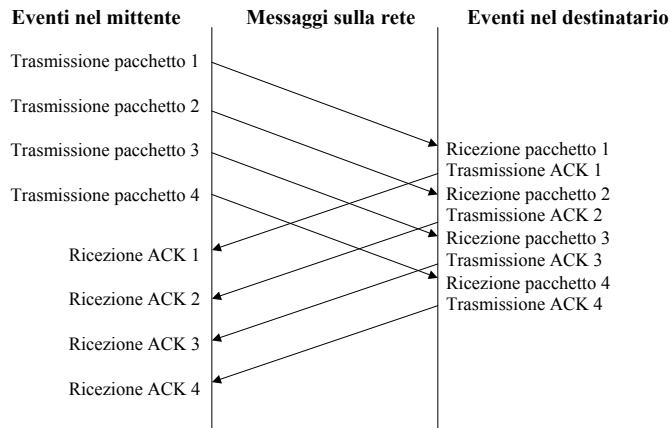 Eventi nel mittente
Messaggi sulla rete
Eventi nel destinatario
Trasmissione pacchetto 1
Trasmissione pacchetto 2
Trasmissione pacchetto 3
Trasmissione pacchetto 4
Ricezione ACK 1
Ricezione ACK 2
Ricezione ACK 3
Ricezione ACK 4
Ricezione pacchetto 1
Trasmissione ACK 1
Ricezione pacchetto 2
Trasmissione ACK 2
Ricezione pacchetto 3
Trasmissione ACK 3
Ricezione pacchetto 4
Trasmissione ACK 4